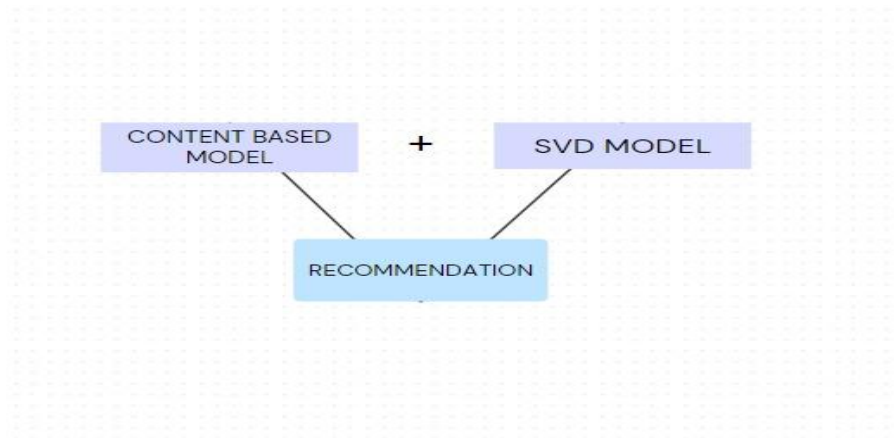 CONTENT BASED
MODEL
+
SVD MODEL
RECOMMENDATION